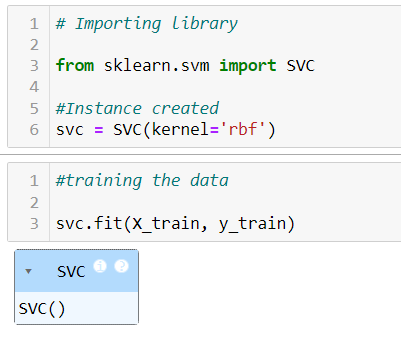 1 # Importing library
2
3 from sklearn.svm import SVC
4
5 #Instance created
6 svc = SVC(kernel='rbf')
1 #training the data
2
3 svc.fit(X_train, y_train)
▾ SVC i ?
SVC()